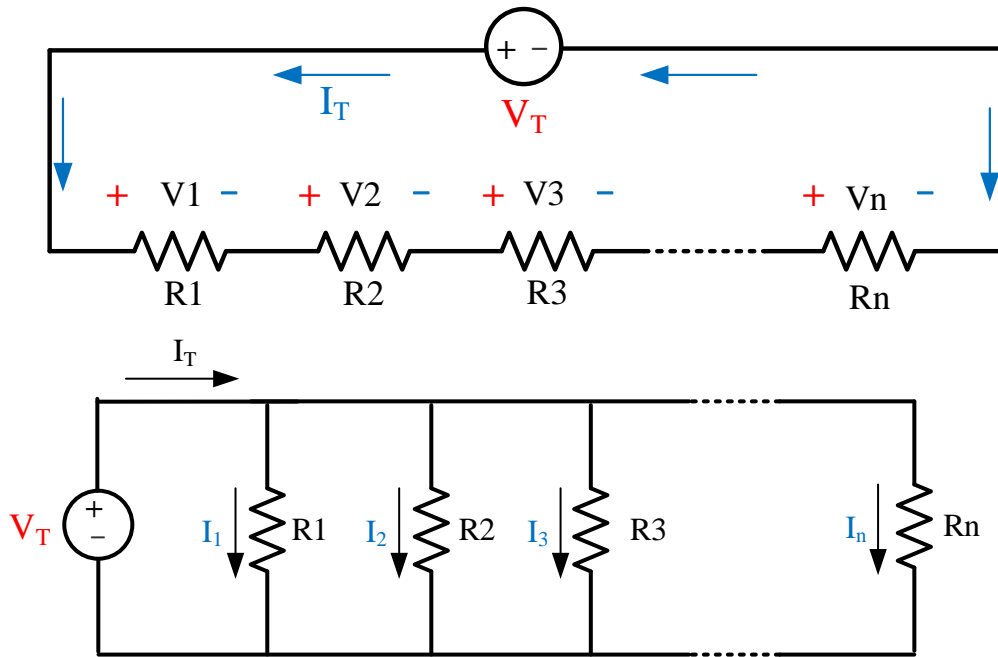 + −
I_T V_T
+ V1 − + V2 − + V3 − + Vn −
R1 R2 R3 Rn
I_T
+
V_T −
I_1 R1 I_2 R2 I_3 R3 I_n Rn